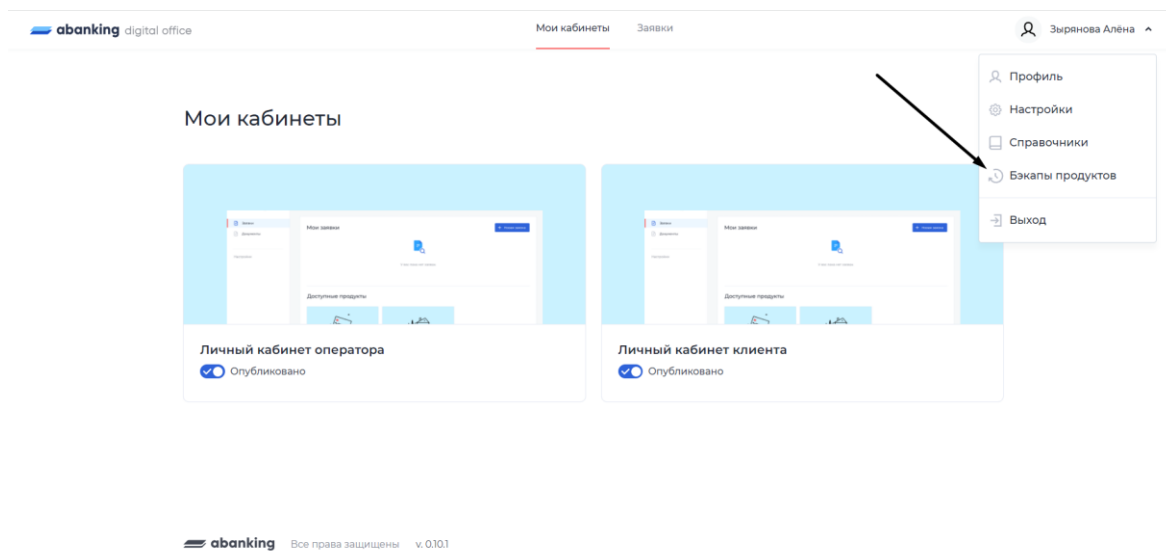 abanking digital office
Мои кабинеты
Заявки
Зырянова Алёна
Профиль
Настройки
Справочники
Бэкапы продуктов
Выход
Мои кабинеты
Мои заявки
Доступные продукты
Мои заявки
Доступные продукты
Личный кабинет оператора
Опубликовано
Личный кабинет клиента
Опубликовано
abanking Все права защищены v. 0.10.1